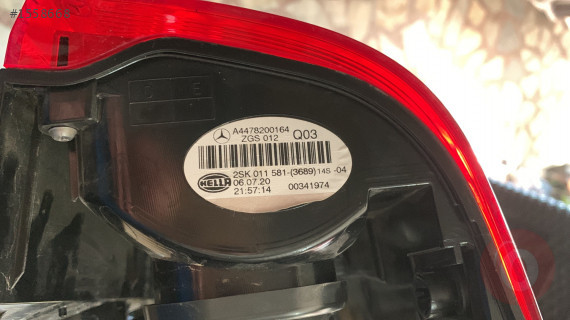 A4478200164
ZGS 012 Q03
2SK 011 581-(3689)14S -04
HELLA 06.07.20
21:57:14 00341974